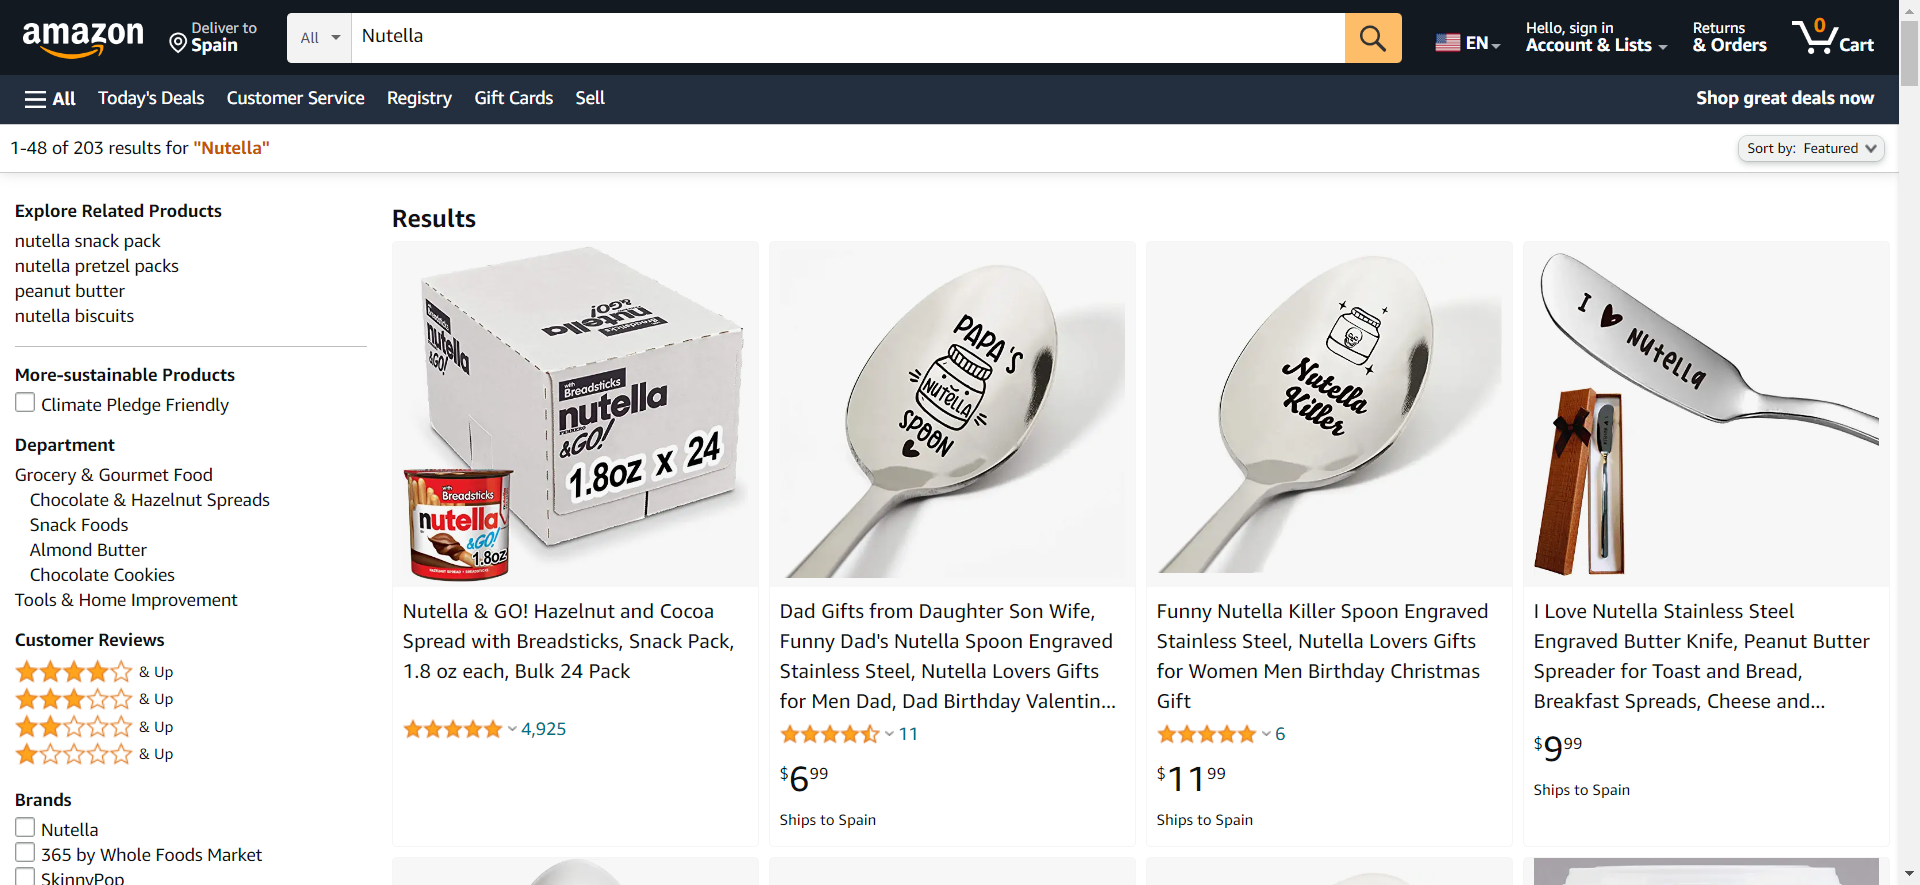 amazon
Deliver to
Spain
All
Nutella
EN
Hello, sign in
Account & Lists
Returns
& Orders
0
Cart
All
Today's Deals
Customer Service
Registry
Gift Cards
Sell
Shop great deals now
1-48 of 203 results for "Nutella"
Sort by: Featured
Explore Related Products
nutella snack pack
nutella pretzel packs
peanut butter
nutella biscuits
More-sustainable Products
Climate Pledge Friendly
Department
Grocery & Gourmet Food
Chocolate & Hazelnut Spreads
Snack Foods
Almond Butter
Chocolate Cookies
Tools & Home Improvement
Customer Reviews
& Up
& Up
& Up
& Up
Brands
Nutella
365 by Whole Foods Market
SkinnyPop
Results
Breadsticks
nutella
&GO!
Breadsticks
nutella
&GO!
with
Breadsticks
nutella
FERRERO
&GO!
1.8oz x 24
with
Breadsticks
nutella
&GO!
1.8oz
Nutella & GO! Hazelnut and Cocoa
Spread with Breadsticks, Snack Pack,
1.8 oz each, Bulk 24 Pack
4,925
PAPA'S
NUTELLA
SPOON
Dad Gifts from Daughter Son Wife,
Funny Dad's Nutella Spoon Engraved
Stainless Steel, Nutella Lovers Gifts
for Men Dad, Dad Birthday Valentin...
11
$6.99
Ships to Spain
Nutella
Killer
Funny Nutella Killer Spoon Engraved
Stainless Steel, Nutella Lovers Gifts
for Women Men Birthday Christmas
Gift
6
$11.99
Ships to Spain
I ♥ Nutella
I Love Nutella Stainless Steel
Engraved Butter Knife, Peanut Butter
Spreader for Toast and Bread,
Breakfast Spreads, Cheese and...
$9.99
Ships to Spain